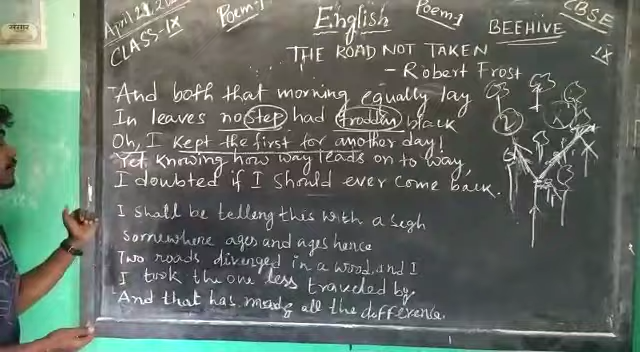 April 21, 202
CLASS-IX
Poem-1
English
Poem-1
BEEHIVE
CBSE
IX
THE ROAD NOT TAKEN
- Robert Frost
And both that morning equally lay
In leaves no step had troddin black
Oh, I Kept the first for another day!
Yet knowing how way leads on to way,
I doubted if I should ever come back.
I shall be telleng this with a segh
somewhere ages and ages hence
Two roads diverged in a wood, and I
I took the one less traveled by,
And that has made all the difference.